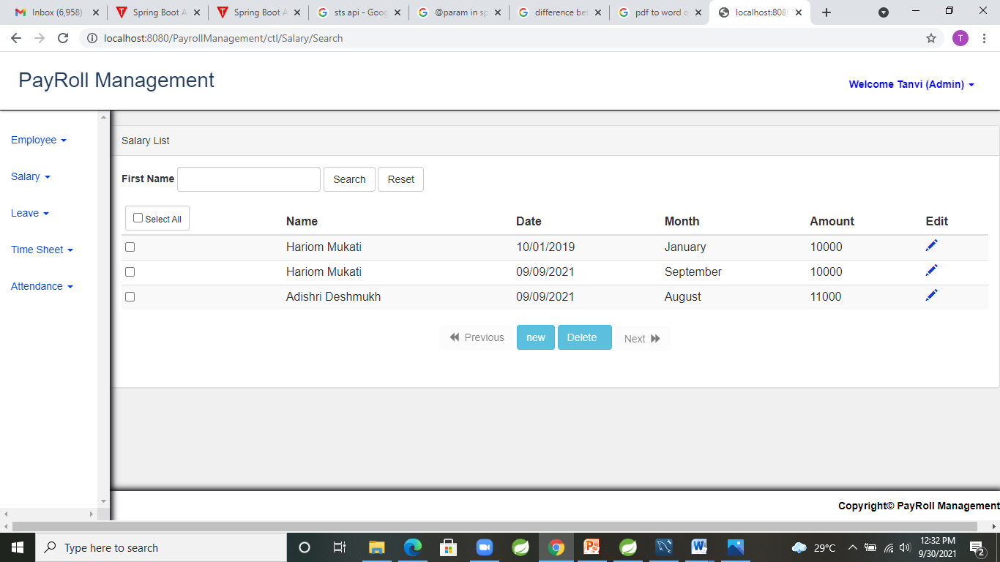 Inbox (6,958)
Spring Boot A
Spring Boot A
sts api - Goog
@param in sp
difference bet
pdf to word o
localhost:8080
localhost:8080/PayrollManagement/ctl/Salary/Search
T
PayRoll Management
Welcome Tanvi (Admin)
Employee
Salary
Leave
Time Sheet
Attendance
Salary List
First Name Search Reset
Select All Name Date Month Amount Edit
Hariom Mukati 10/01/2019 January 10000
Hariom Mukati 09/09/2021 September 10000
Adishri Deshmukh 09/09/2021 August 11000
Previous new Delete Next
Copyright© PayRoll Management
Type here to search
29°C
12:32 PM
9/30/2021
2